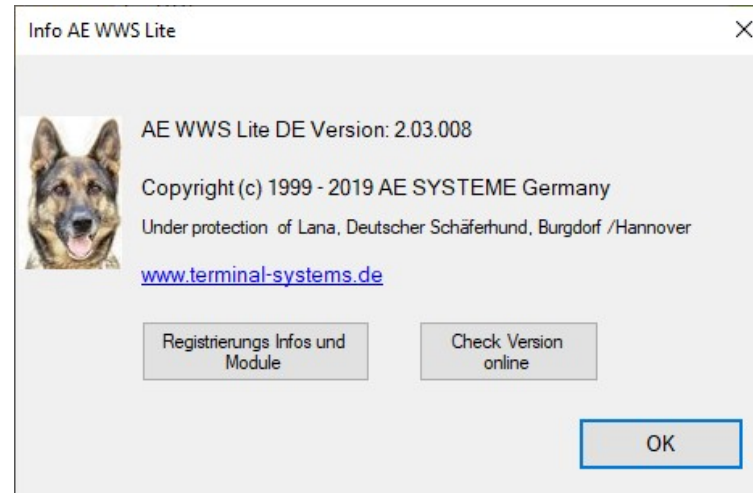 Info AE WWS Lite
AE WWS Lite DE Version: 2.03.008
Copyright (c) 1999 - 2019 AE SYSTEME Germany
Under protection of Lana, Deutscher Schäferhund, Burgdorf /Hannover
www.terminal-systems.de
Registrierungs Infos und
Module
Check Version
online
OK